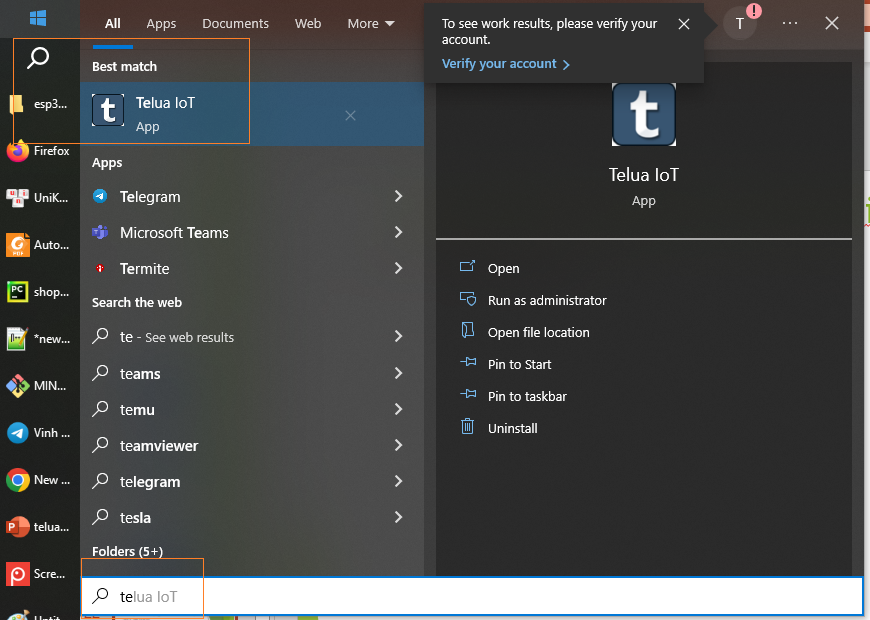 All Apps Documents Web More
To see work results, please verify your
account.
Verify your account
T
!
Best match
Telua IoT
App
Apps
Telegram
Microsoft Teams
Termite
Search the web
te - See web results
teams
temu
teamviewer
telegram
tesla
Folders (5+)
telua IoT
t
Telua IoT
App
Open
Run as administrator
Open file location
Pin to Start
Pin to taskbar
Uninstall
esp3...
Firefox
UniK...
Auto...
shop...
*new...
MIN...
Vinh ...
New ...
telua...
Scre...